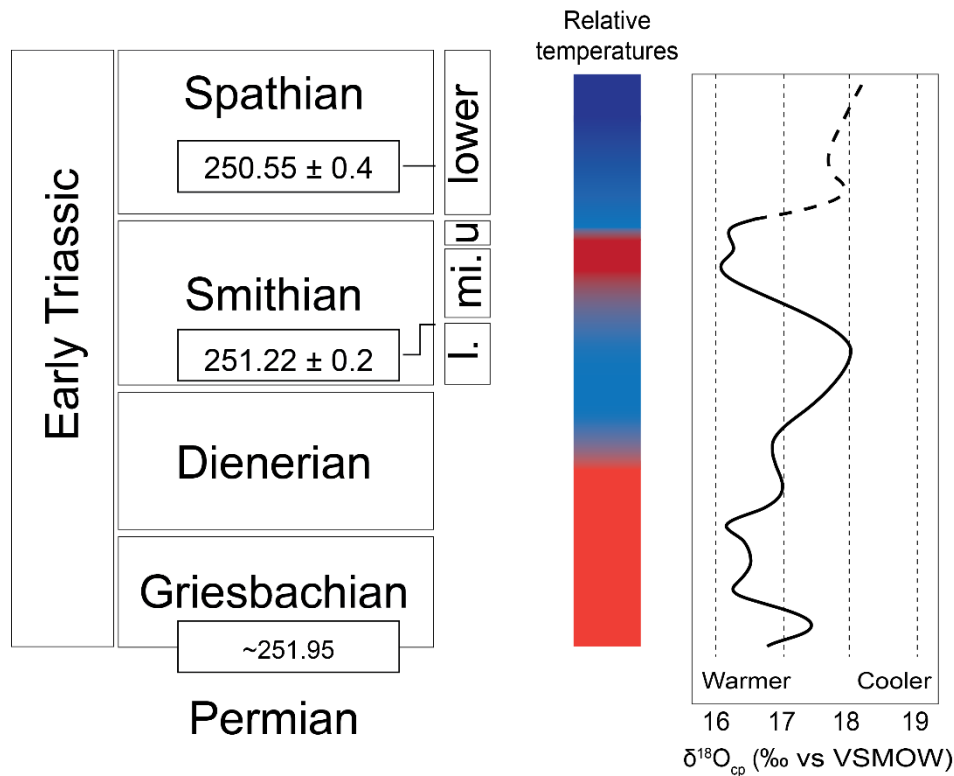 Relative
temperatures
Early Triassic
Spathian
250.55 ± 0.4
lower
Smithian
251.22 ± 0.2
u
mi.
l.
Dienerian
Griesbachian
~251.95
Permian
Warmer
Cooler
16 17 18 19
δ¹⁸Ocp (‰ vs VSMOW)